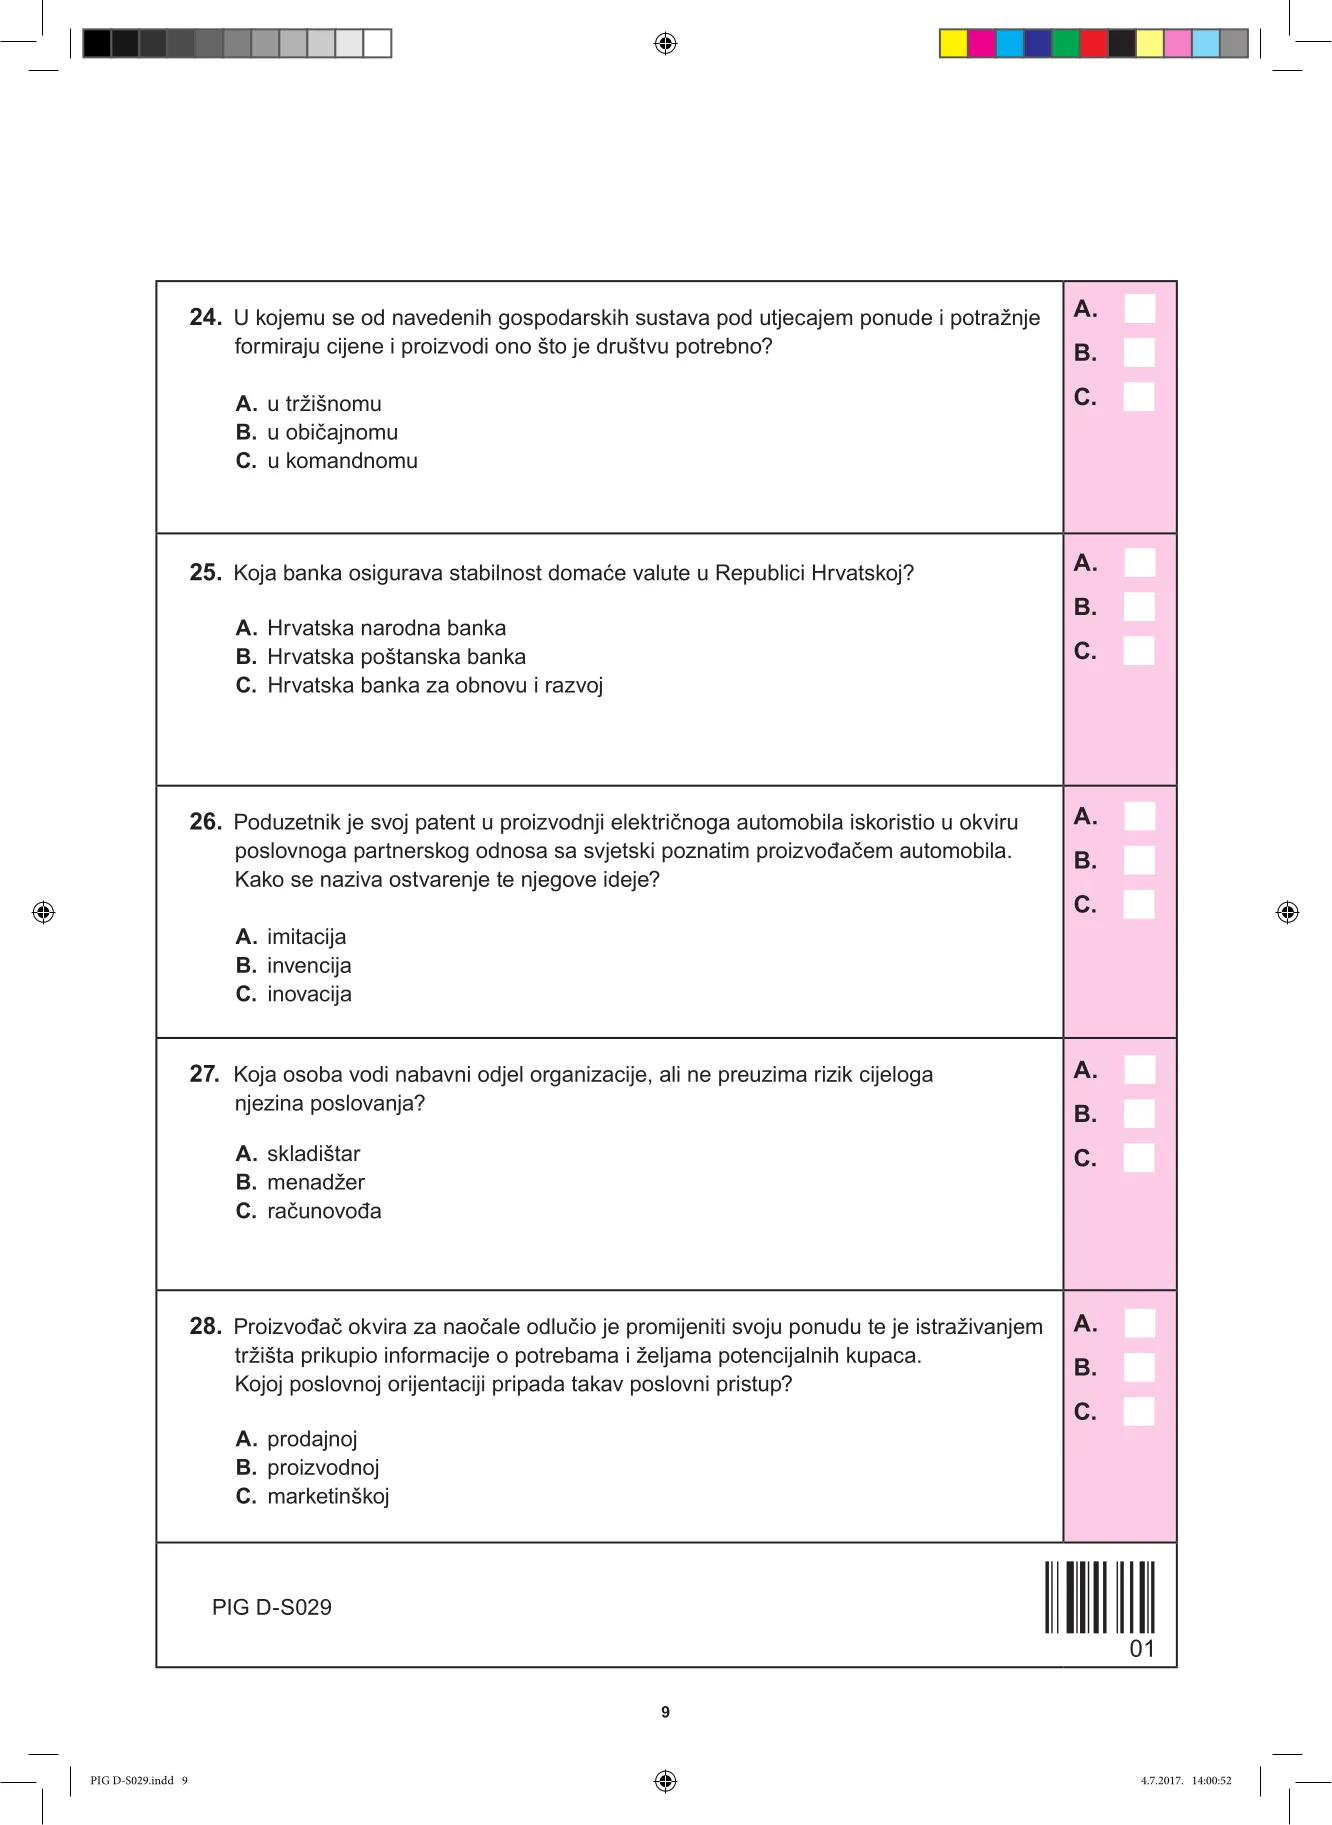 24. U kojemu se od navedenih gospodarskih sustava pod utjecajem ponude i potražnje
formiraju cijene i proizvodi ono što je društvu potrebno?
A. u tržišnomu
B. u običajnomu
C. u komandnomu
A.
B.
C.
25. Koja banka osigurava stabilnost domaće valute u Republici Hrvatskoj?
A. Hrvatska narodna banka
B. Hrvatska poštanska banka
C. Hrvatska banka za obnovu i razvoj
A.
B.
C.
26. Poduzetnik je svoj patent u proizvodnji električnoga automobila iskoristio u okviru
poslovnoga partnerskog odnosa sa svjetski poznatim proizvođačem automobila.
Kako se naziva ostvarenje te njegove ideje?
A. imitacija
B. invencija
C. inovacija
A.
B.
C.
27. Koja osoba vodi nabavni odjel organizacije, ali ne preuzima rizik cijeloga
njezina poslovanja?
A. skladištar
B. menadžer
C. računovođa
A.
B.
C.
28. Proizvođač okvira za naočale odlučio je promijeniti svoju ponudu te je istraživanjem
tržišta prikupio informacije o potrebama i željama potencijalnih kupaca.
Kojoj poslovnoj orijentaciji pripada takav poslovni pristup?
A. prodajnoj
B. proizvodnoj
C. marketinškoj
A.
B.
C.
PIG D-S029
01
9
PIG D-S029.indd 9
4.7.2017. 14:00:52